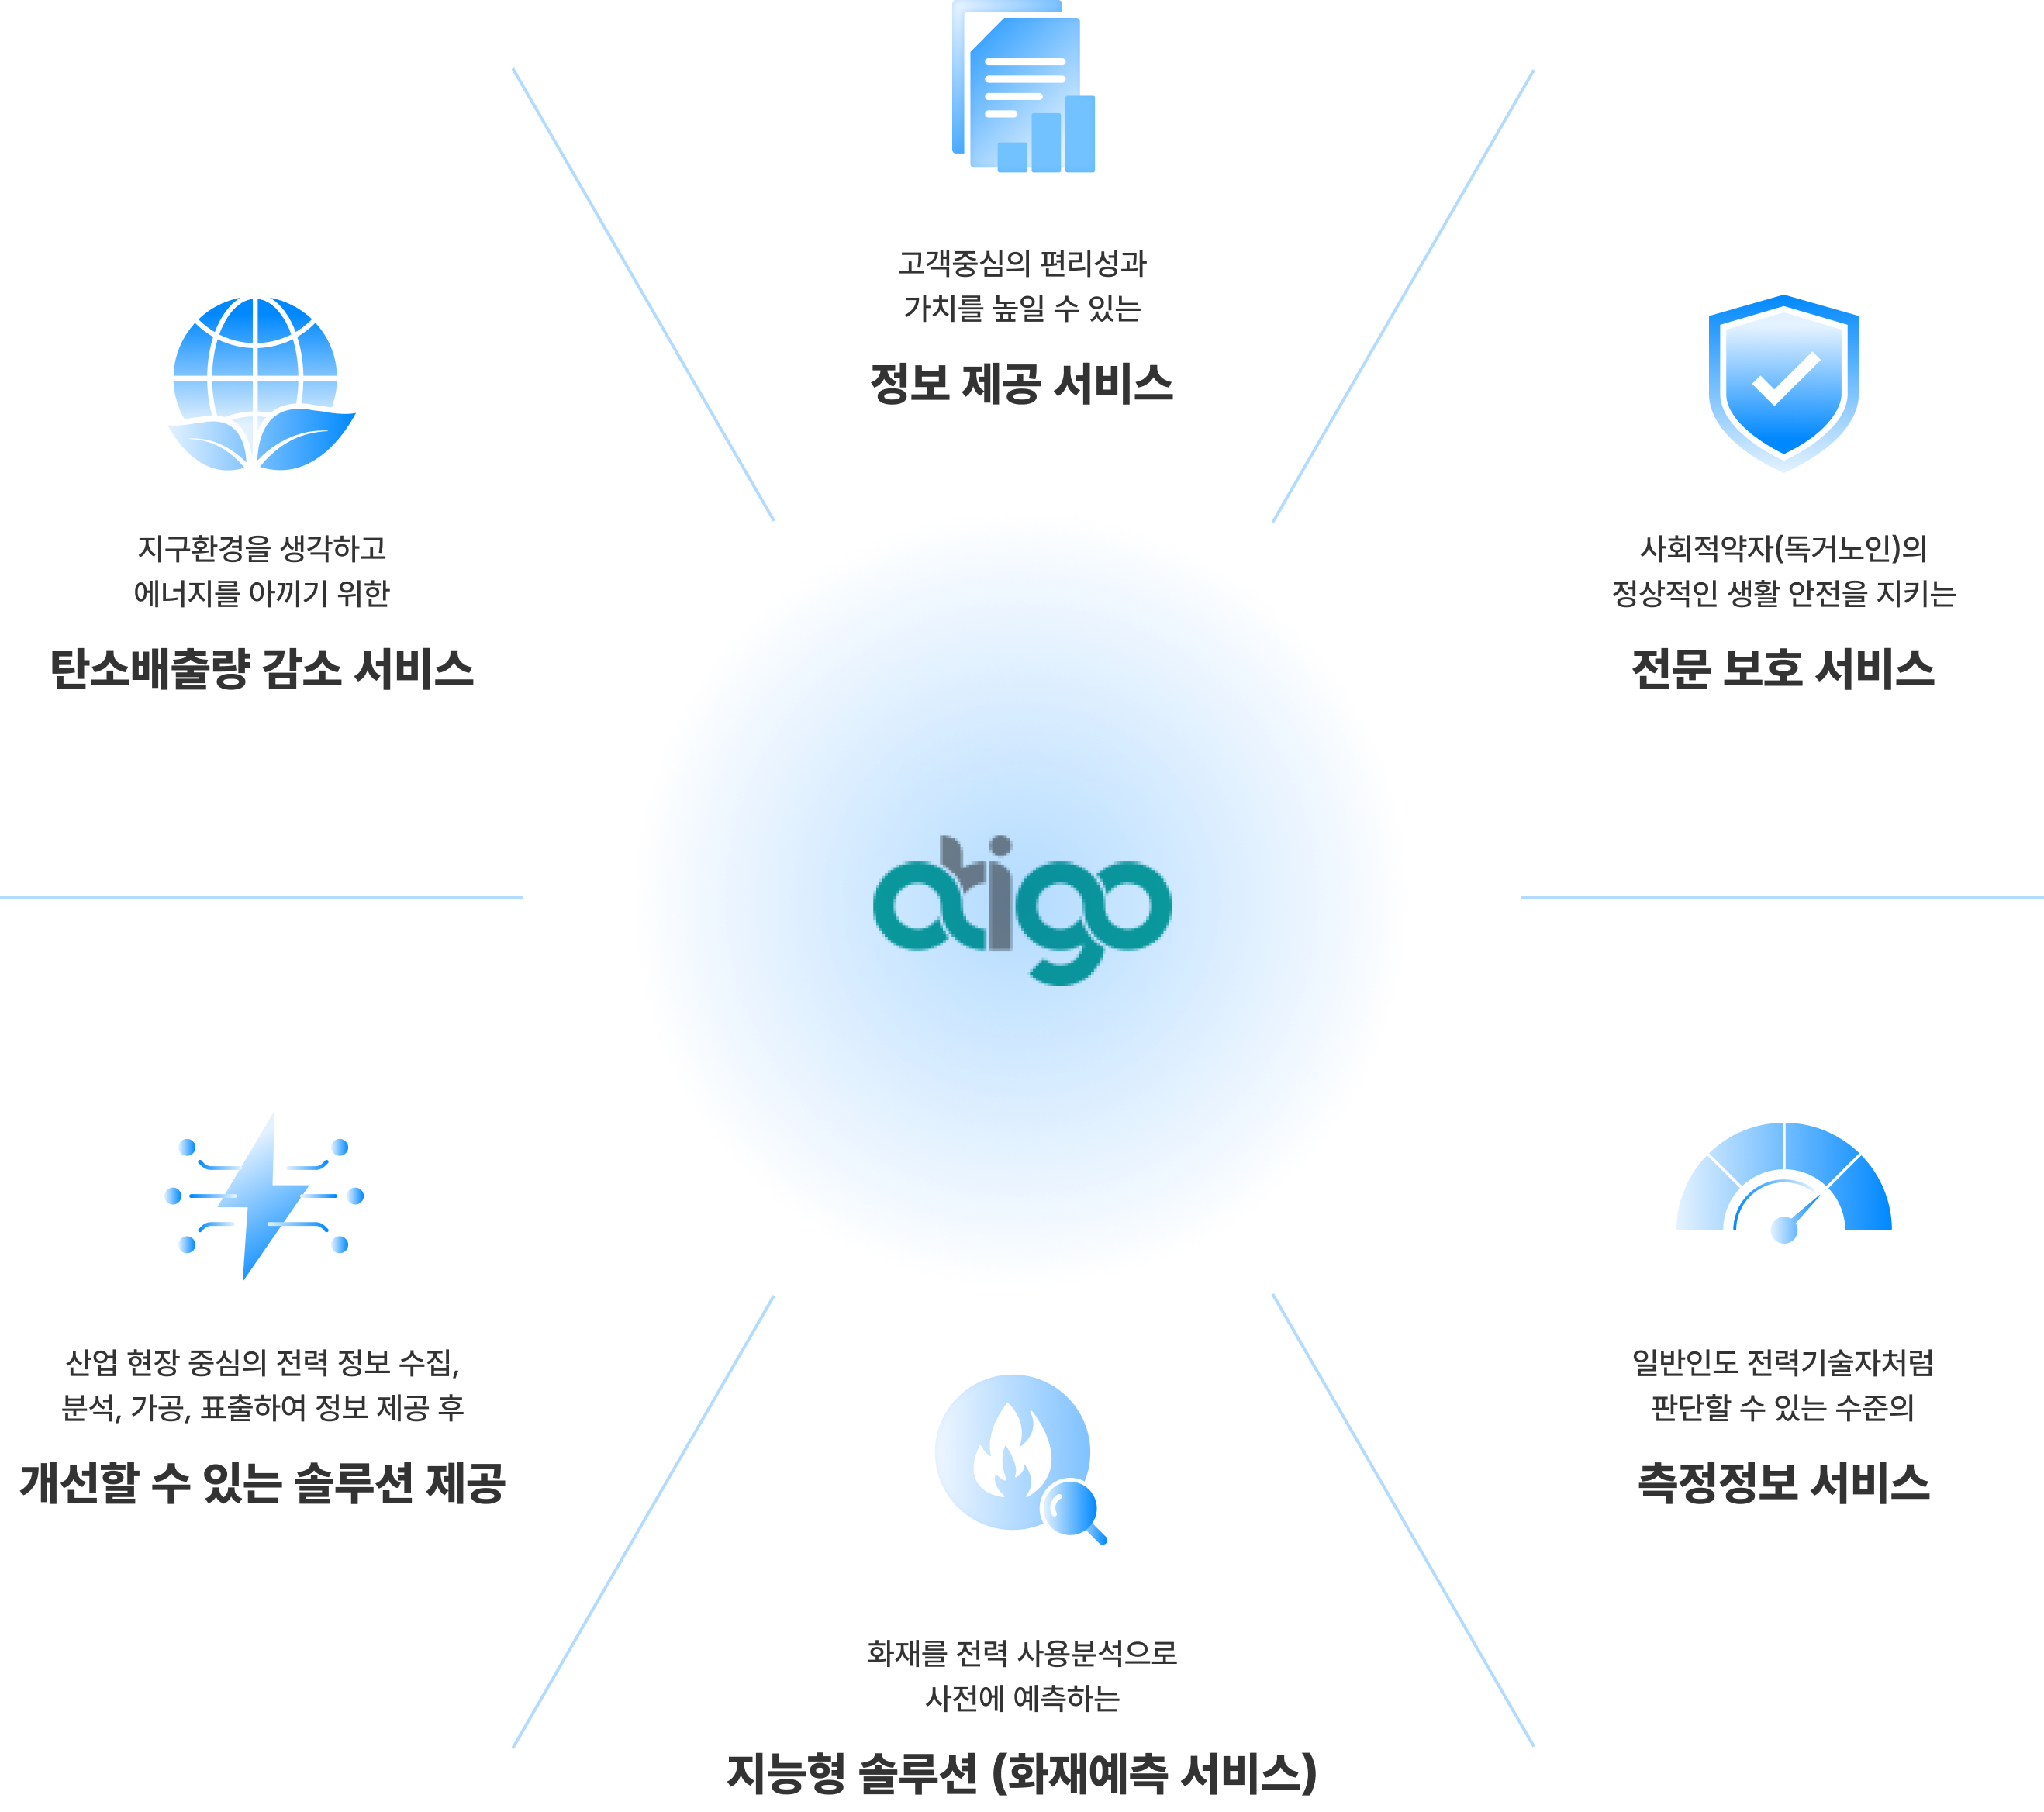 고객중심의 편리성과
가치를 높일 수 있는
정보 제공 서비스
지구환경을 생각하고
에너지를 아끼기 위한
탄소배출량 감소 서비스
사회적약자(독거노인)의
정상적인 생활 안전을 지키는
전문 보호 서비스
atigo
산업 현장 중심의 전력 정보 수집,
분석, 가공, 표출하여 정보제공 후
개선할 수 있는 솔루션 제공
일반인도 전력기술자처럼
판단할 수 있는 수준의
측정정보 서비스
화재를 전력 사용분석으로
사전에 예측하는
지능형 솔루션 (화재예측 서비스)